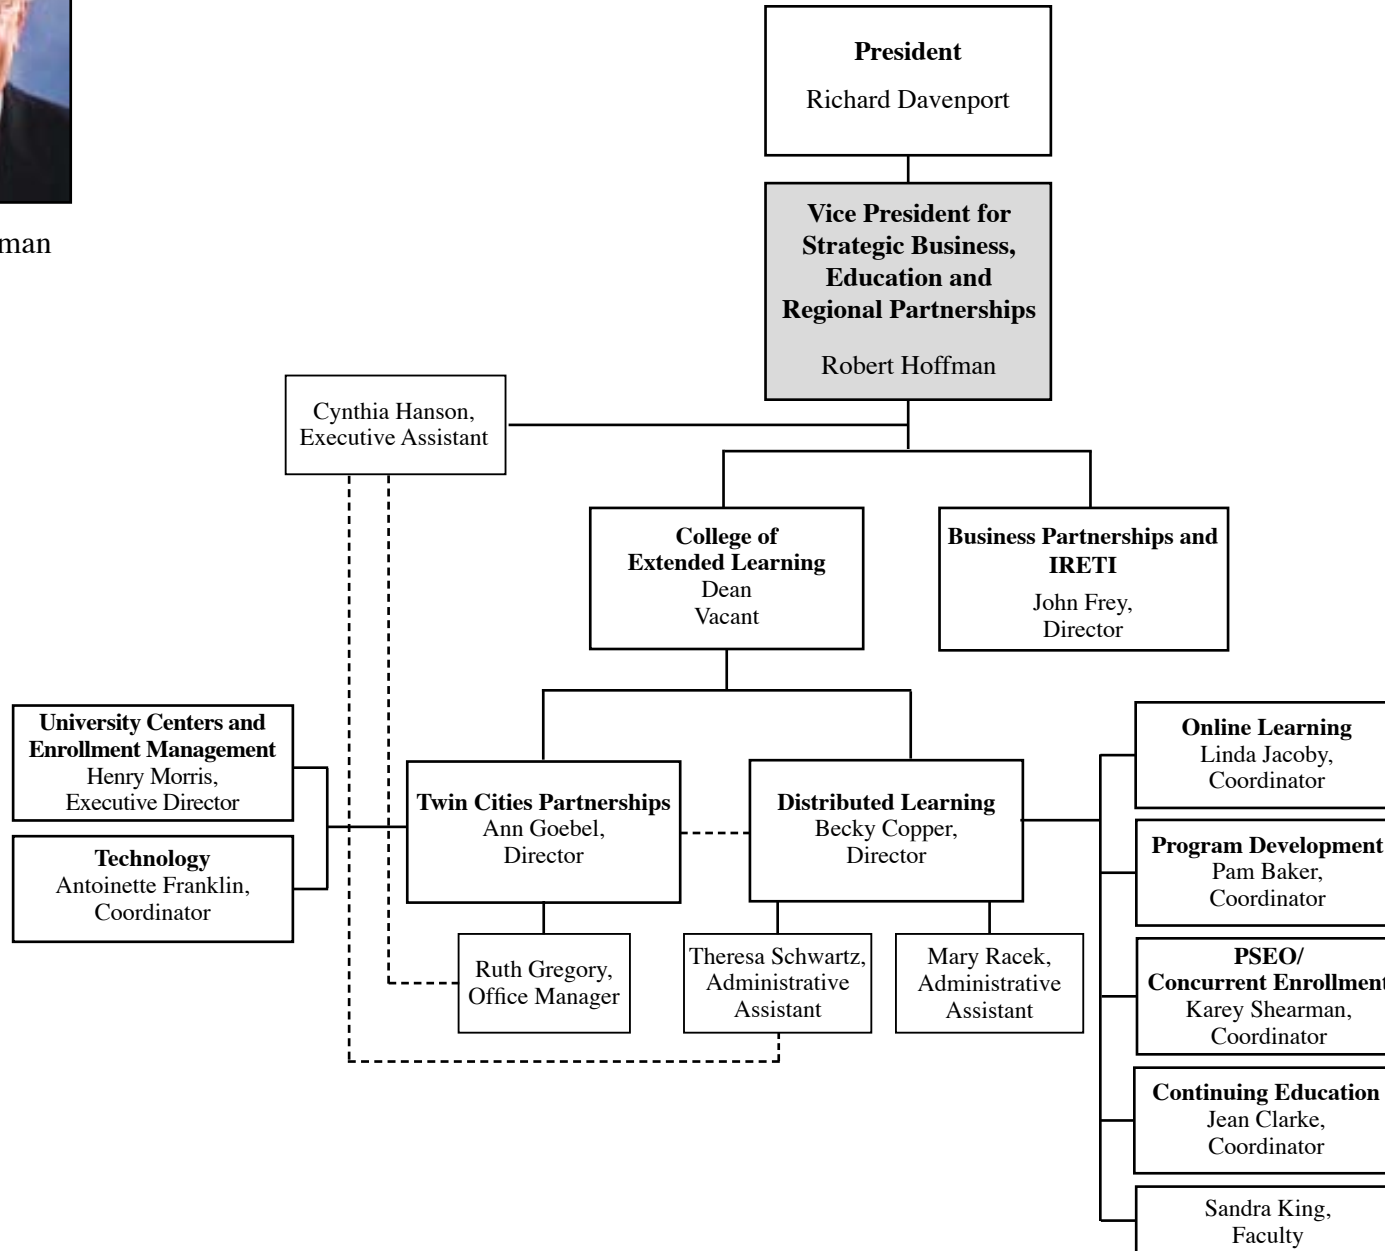 President
Richard Davenport
Vice President for
Strategic Business,
Education and
Regional Partnerships
Robert Hoffman
man
Cynthia Hanson,
Executive Assistant
College of
Extended Learning
Dean
Vacant
Business Partnerships and
IRETI
John Frey,
Director
University Centers and
Enrollment Management
Henry Morris,
Executive Director
Technology
Antoinette Franklin,
Coordinator
Twin Cities Partnerships
Ann Goebel,
Director
Distributed Learning
Becky Copper,
Director
Ruth Gregory,
Office Manager
Theresa Schwartz,
Administrative
Assistant
Mary Racek,
Administrative
Assistant
Online Learning
Linda Jacoby,
Coordinator
Program Development
Pam Baker,
Coordinator
PSEO/
Concurrent Enrollment
Karey Shearman,
Coordinator
Continuing Education
Jean Clarke,
Coordinator
Sandra King,
Faculty